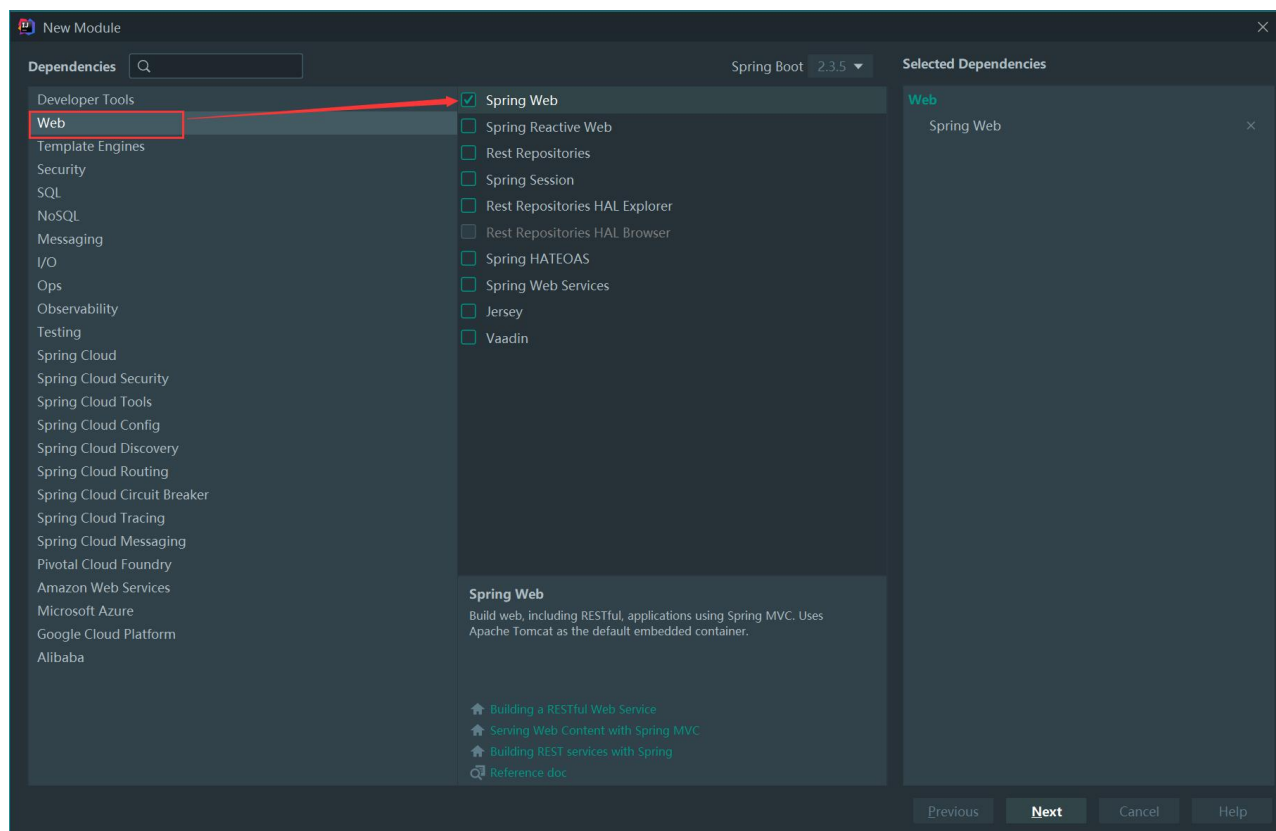 New Module
Dependencies
Spring Boot 2.3.5
Selected Dependencies
Developer Tools
Web
Template Engines
Security
SQL
NoSQL
Messaging
I/O
Ops
Observability
Testing
Spring Cloud
Spring Cloud Security
Spring Cloud Tools
Spring Cloud Config
Spring Cloud Discovery
Spring Cloud Routing
Spring Cloud Circuit Breaker
Spring Cloud Tracing
Spring Cloud Messaging
Pivotal Cloud Foundry
Amazon Web Services
Microsoft Azure
Google Cloud Platform
Alibaba
Spring Web
Spring Reactive Web
Rest Repositories
Spring Session
Rest Repositories HAL Explorer
Rest Repositories HAL Browser
Spring HATEOAS
Spring Web Services
Jersey
Vaadin
Spring Web
Build web, including RESTful, applications using Spring MVC. Uses
Apache Tomcat as the default embedded container.
Building a RESTful Web Service
Serving Web Content with Spring MVC
Building REST services with Spring
Reference doc
Web
Spring Web
Previous
Next
Cancel
Help